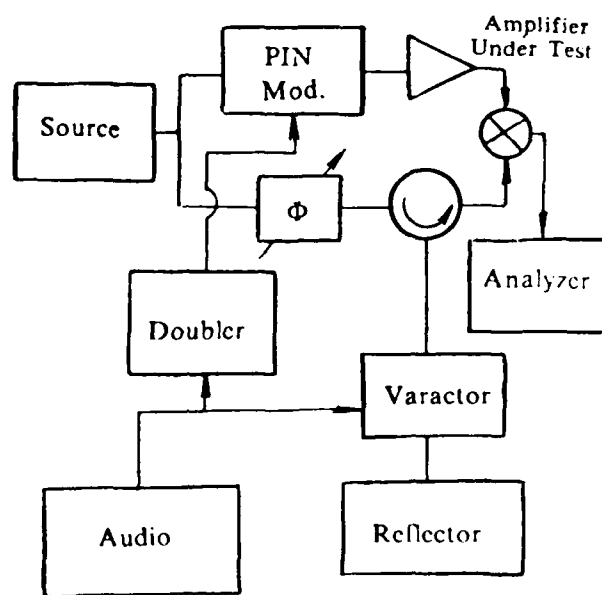 Amplifier
Under Test
PIN
Mod.
Source
Φ
Analyzer
Doubler
Varactor
Audio
Reflector